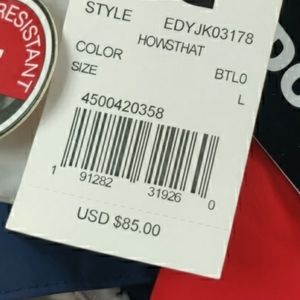 RESISTANT
STYLE EDYJK03178
HOWSTHAT
COLOR BTL0
SIZE L
4500420358
1 91282 31926 0
USD $85.00